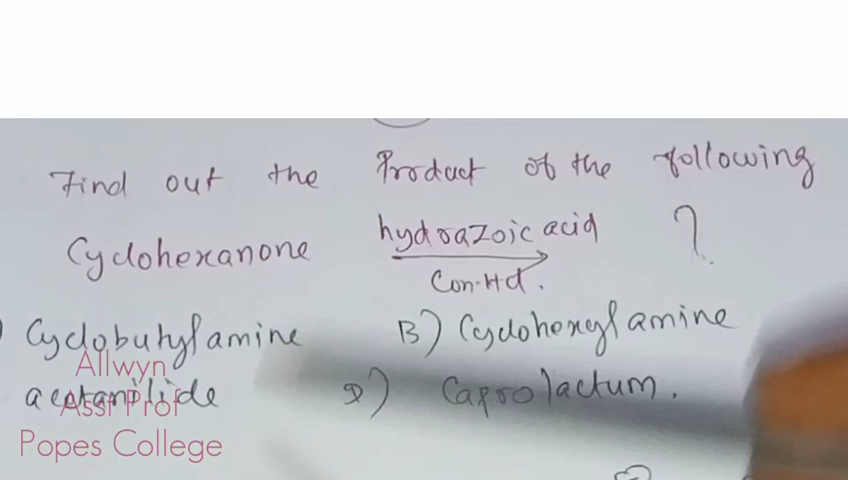 Find out the Product of the following
Cyclohexanone hydrazoic acid ?
Con.Hcl.
) Cyclobutylamine B) Cyclohexylamine
acetanilide D) Caprolactum.
Allwyn
Asst Prof
Popes College